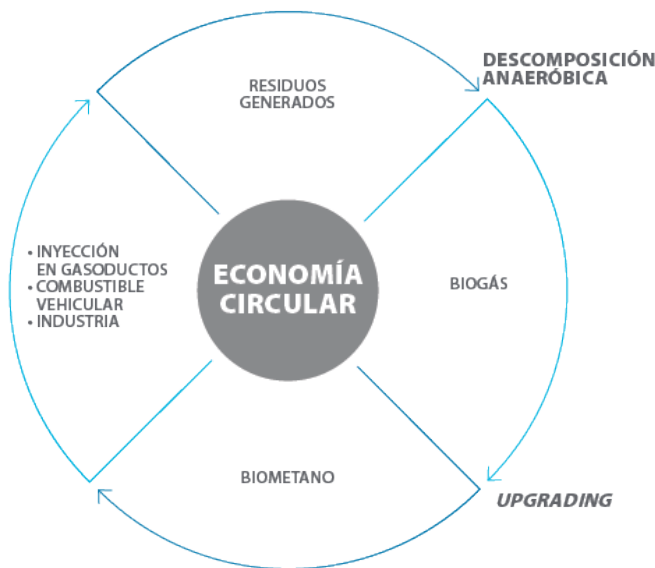 DESCOMPOSICIÓN
ANAERÓBICA
RESIDUOS
GENERADOS
• INYECCIÓN
EN GASODUCTOS
• COMBUSTIBLE
VEHICULAR
• INDUSTRIA
ECONOMÍA
CIRCULAR
BIOGÁS
BIOMETANO
UPGRADING